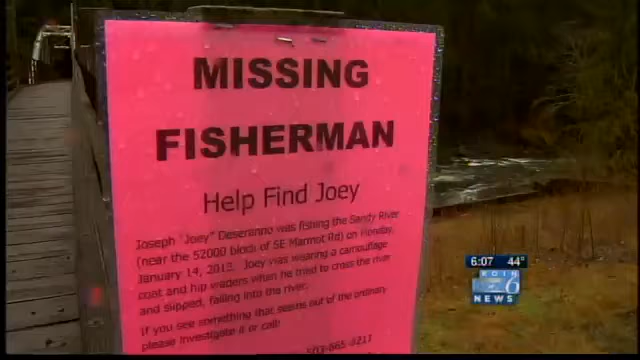 MISSING
FISHERMAN
Help Find Joey
Joseph "Joey" Deseranno was fishing the Sandy River
(near the 52000 block of SE Marmot Rd) on Monday,
January 14, 2013. Joey was wearing a camouflage
coat and hip waders when he tried to cross the river
and slipped, falling into the river.
If you see something that seems out of the ordinary
please investigate it or call:
6:07 44°
KOIN
6
NEWS